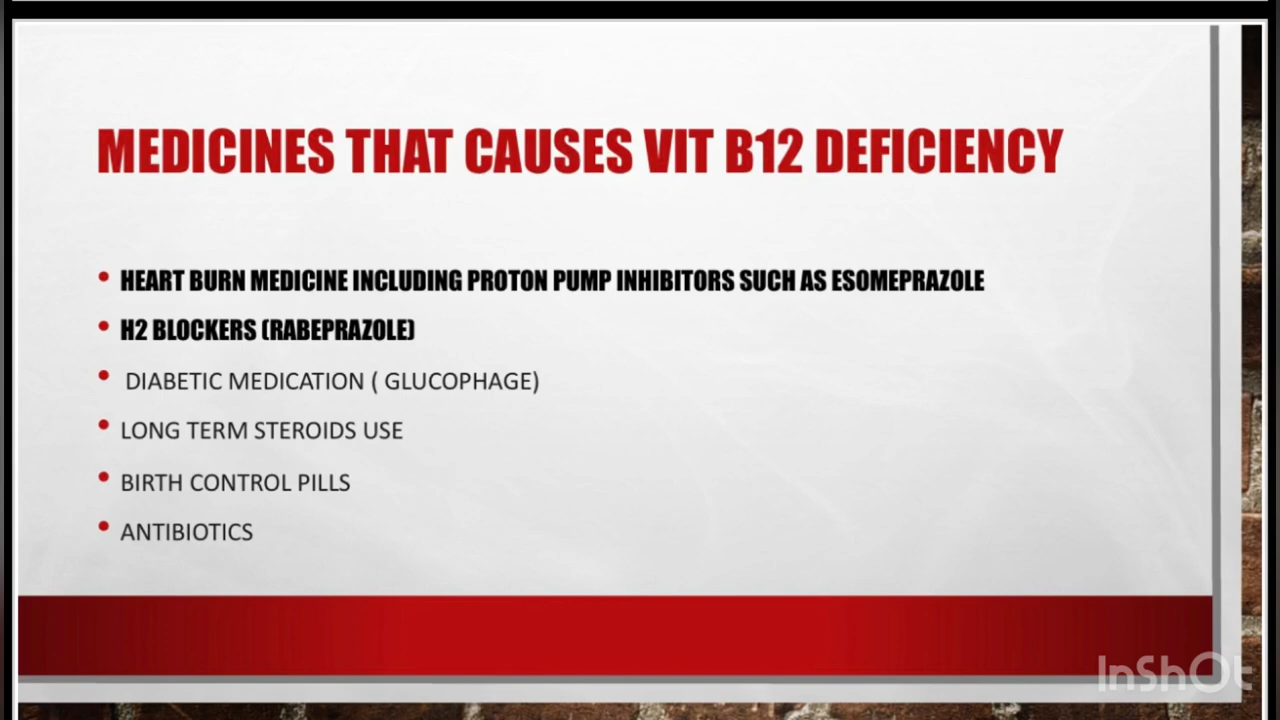 MEDICINES THAT CAUSES VIT B12 DEFICIENCY
• HEART BURN MEDICINE INCLUDING PROTON PUMP INHIBITORS SUCH AS ESOMEPRAZOLE
• H2 BLOCKERS (RABEPRAZOLE)
• DIABETIC MEDICATION ( GLUCOPHAGE)
• LONG TERM STEROIDS USE
• BIRTH CONTROL PILLS
• ANTIBIOTICS
InShOt